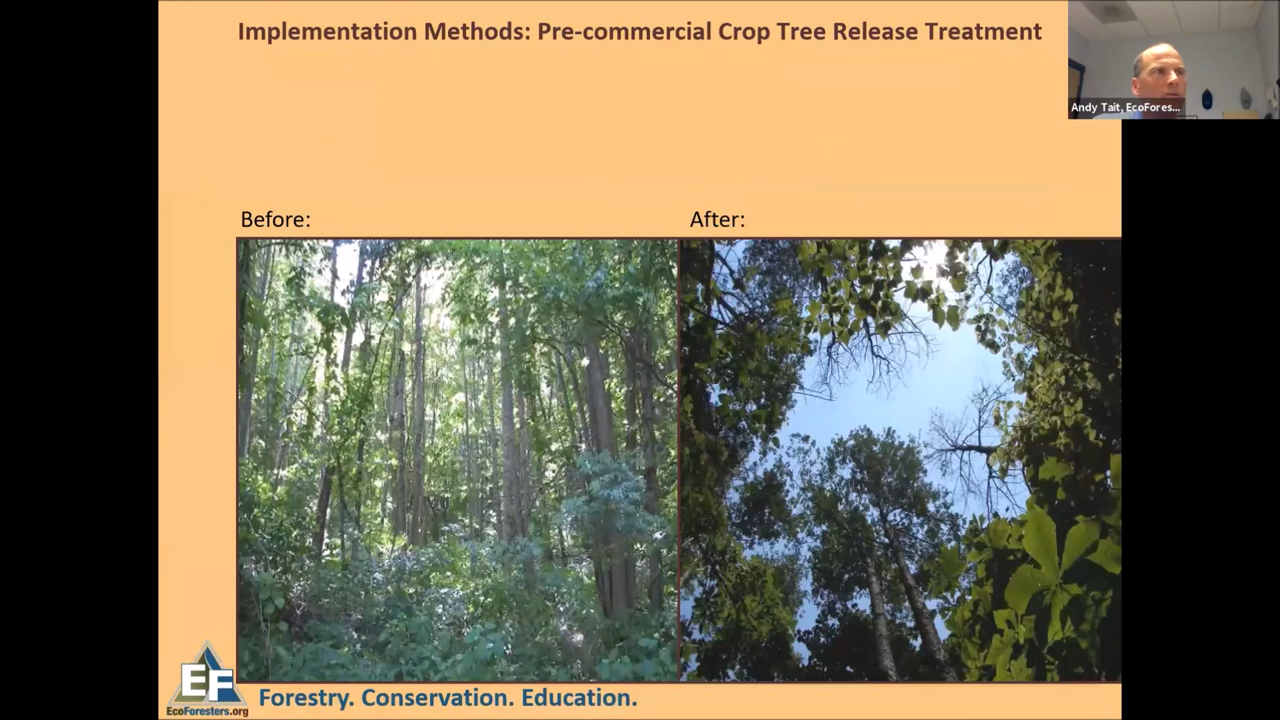 Implementation Methods: Pre-commercial Crop Tree Release Treatment
Andy Tait, EcoFores...
Before:
After:
EF
EcoForesters.org
Forestry. Conservation. Education.